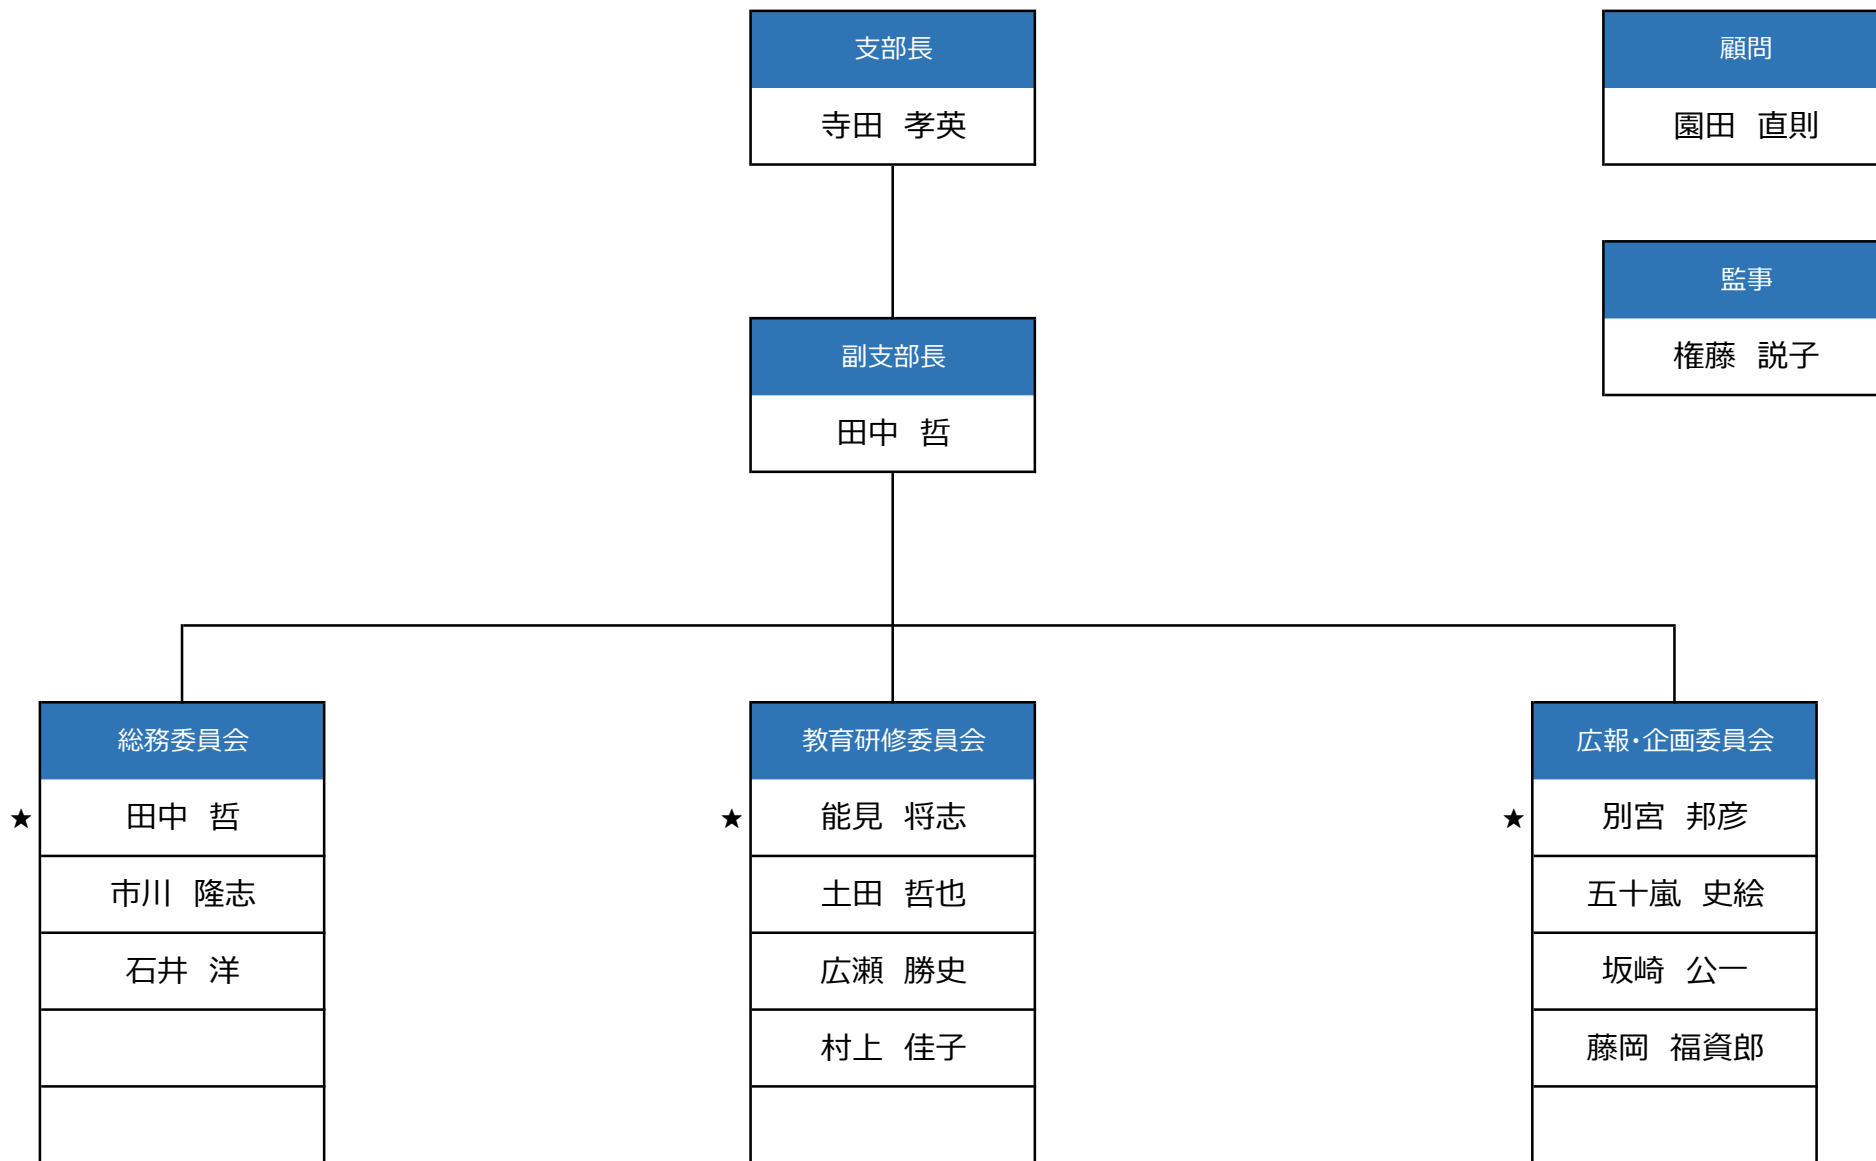 支部長
寺田 孝英
顧問
園田 直則
監事
権藤 説子
副支部長
田中 哲
総務委員会
★ 田中 哲
市川 隆志
石井 洋
教育研修委員会
★ 能見 将志
土田 哲也
広瀬 勝史
村上 佳子
広報・企画委員会
★ 別宮 邦彦
五十嵐 史絵
坂崎 公一
藤岡 福資郎